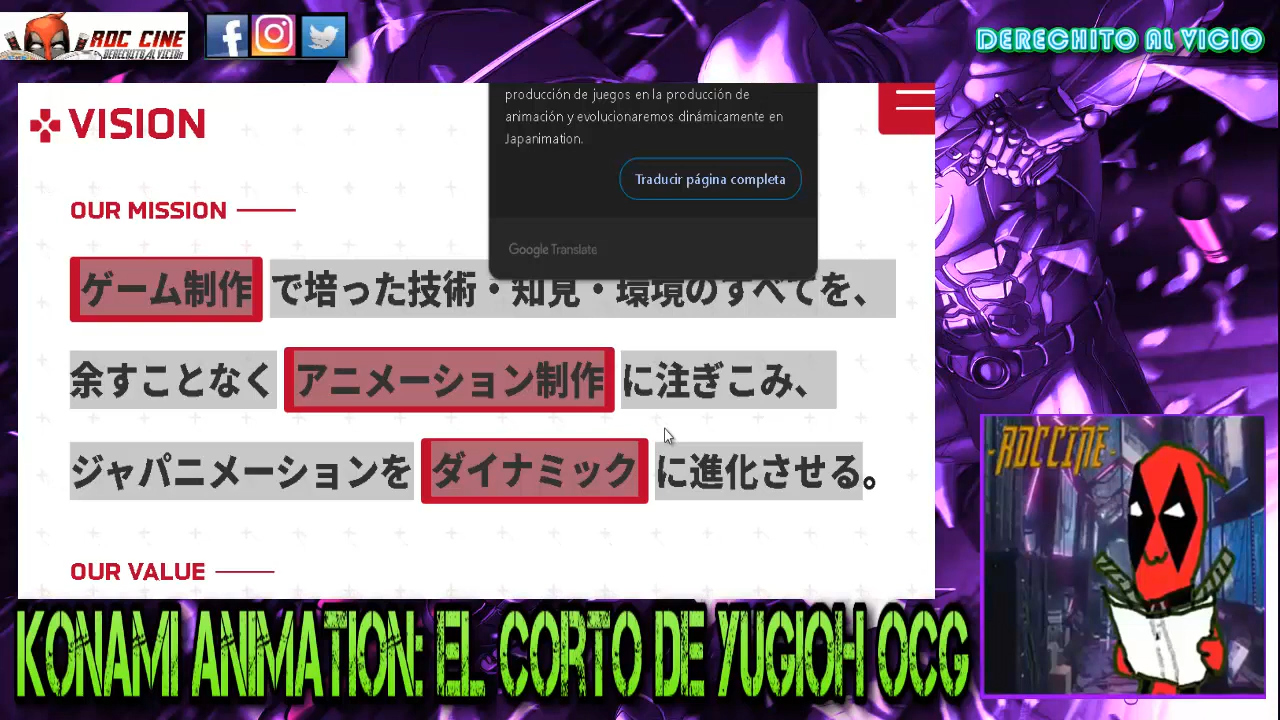 ROC CINE
DERECHITO AL VICIO
DERECHITO AL VICIO
VISION
producción de juegos en la producción de
animación y evolucionaremos dinámicamente en
Japanimation.
Traducir página completa
Google Translate
OUR MISSION
ゲーム制作 で培った技術・知見・環境のすべてを、
余すことなく アニメーション制作 に注ぎこみ、
ジャパニメーションを ダイナミック に進化させる。
OUR VALUE
-ROCCINE-
KONAMI ANIMATION: EL CORTO DE YUGIOH OCG